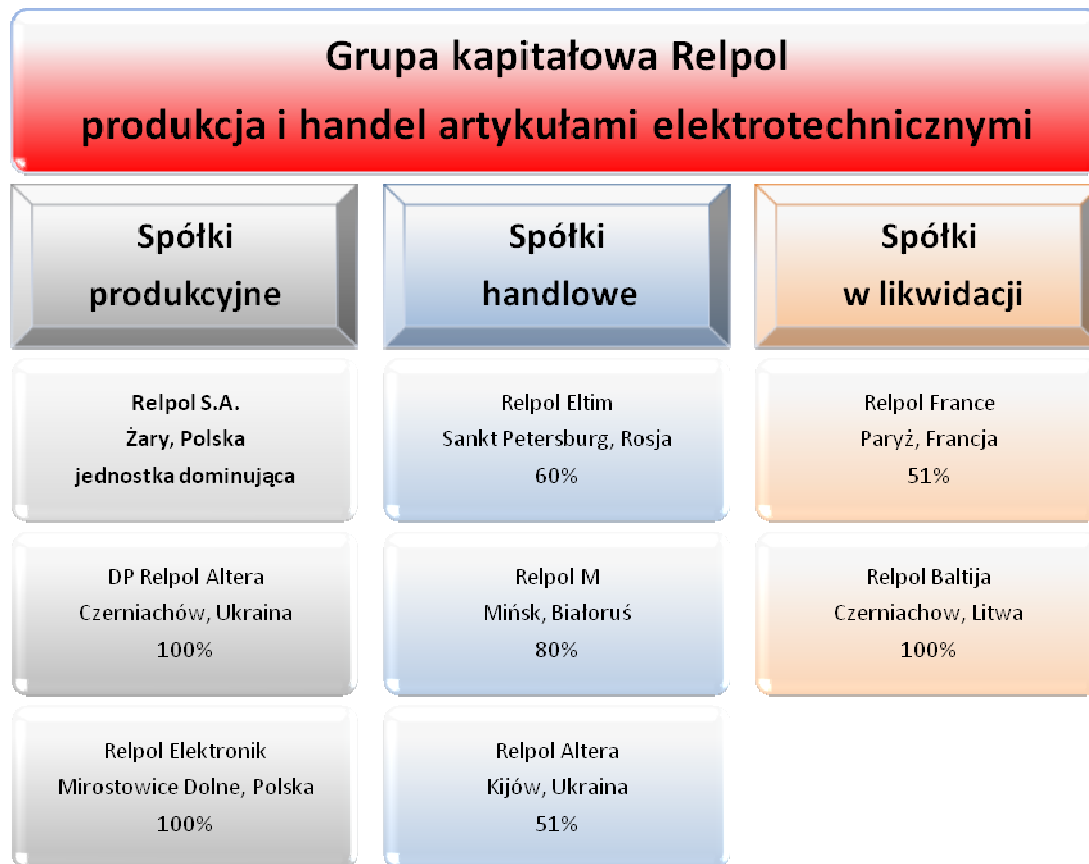 Grupa kapitałowa Relpol
produkcja i handel artykułami elektrotechnicznymi
Spółki
produkcyjne
Relpol S.A.
Żary, Polska
jednostka dominująca
DP Relpol Altera
Czerniachów, Ukraina
100%
Relpol Elektronik
Mirostowice Dolne, Polska
100%
Spółki
handlowe
Relpol Eltim
Sankt Petersburg, Rosja
60%
Relpol M
Mińsk, Białoruś
80%
Relpol Altera
Kijów, Ukraina
51%
Spółki
w likwidacji
Relpol France
Paryż, Francja
51%
Relpol Baltija
Czerniachow, Litwa
100%